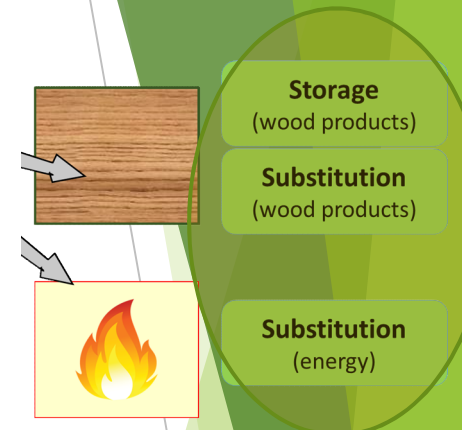 Storage
(wood products)
Substitution
(wood products)
Substitution
(energy)